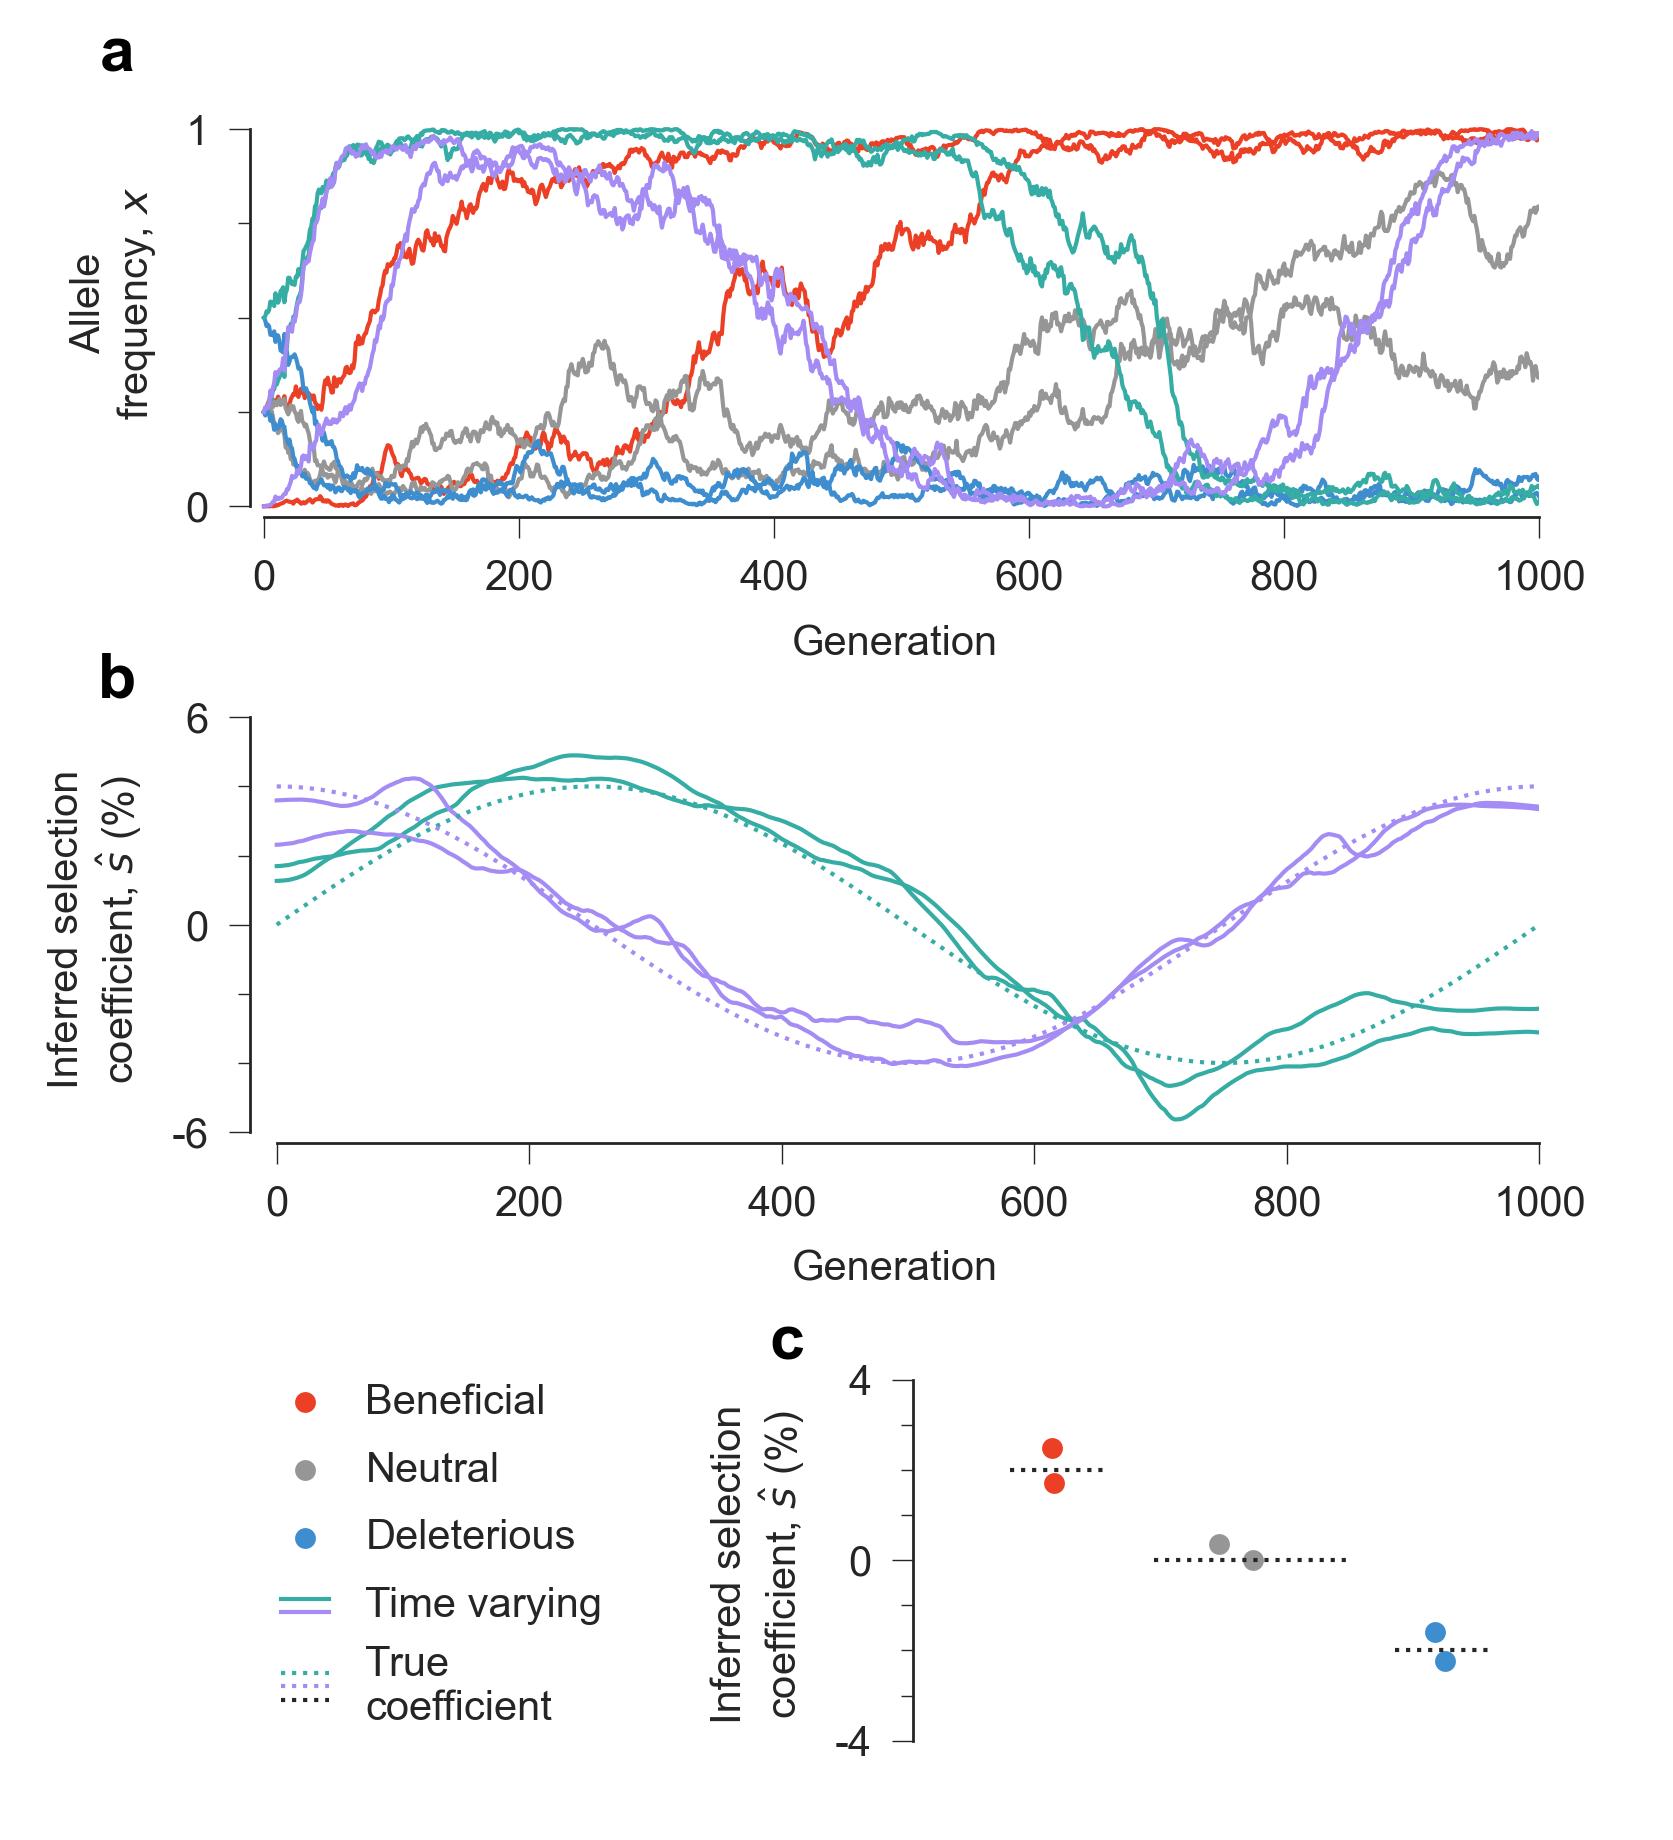 a
1
0
Allele
frequency, x
0 200 400 600 800 1000
Generation
b
6
0
-6
Inferred selection
coefficient, ŝ (%)
0 200 400 600 800 1000
Generation
Beneficial
Neutral
Deleterious
Time varying
True
coefficient
c
4
0
-4
Inferred selection
coefficient, ŝ (%)